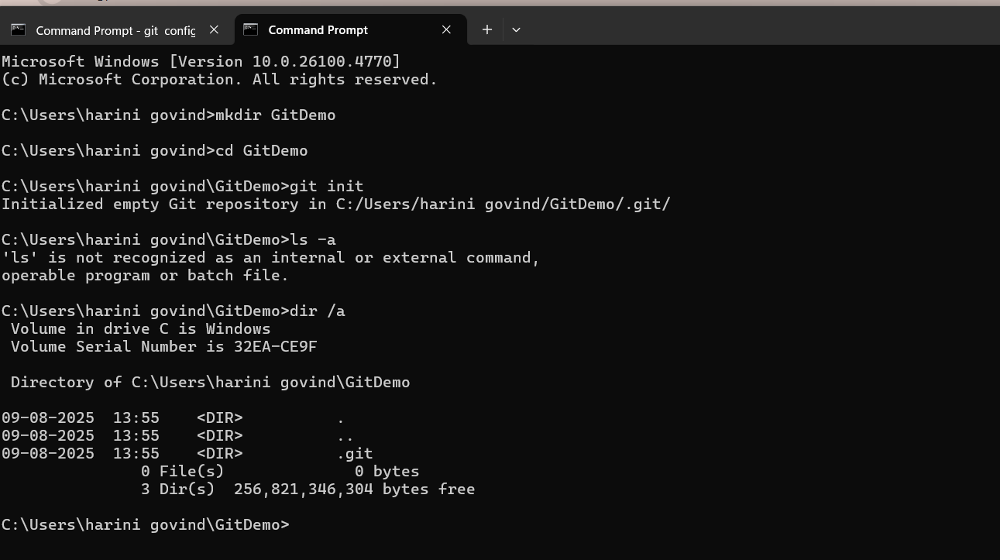 Command Prompt - git config
Command Prompt
Microsoft Windows [Version 10.0.26100.4770]
(c) Microsoft Corporation. All rights reserved.
C:\Users\harini govind>mkdir GitDemo
C:\Users\harini govind>cd GitDemo
C:\Users\harini govind\GitDemo>git init
Initialized empty Git repository in C:/Users/harini govind/GitDemo/.git/
C:\Users\harini govind\GitDemo>ls -a
'ls' is not recognized as an internal or external command,
operable program or batch file.
C:\Users\harini govind\GitDemo>dir /a
Volume in drive C is Windows
Volume Serial Number is 32EA-CE9F
Directory of C:\Users\harini govind\GitDemo
09-08-2025  13:55    <DIR>          .
09-08-2025  13:55    <DIR>          ..
09-08-2025  13:55    <DIR>          .git
0 File(s)              0 bytes
3 Dir(s)  256,821,346,304 bytes free
C:\Users\harini govind\GitDemo>